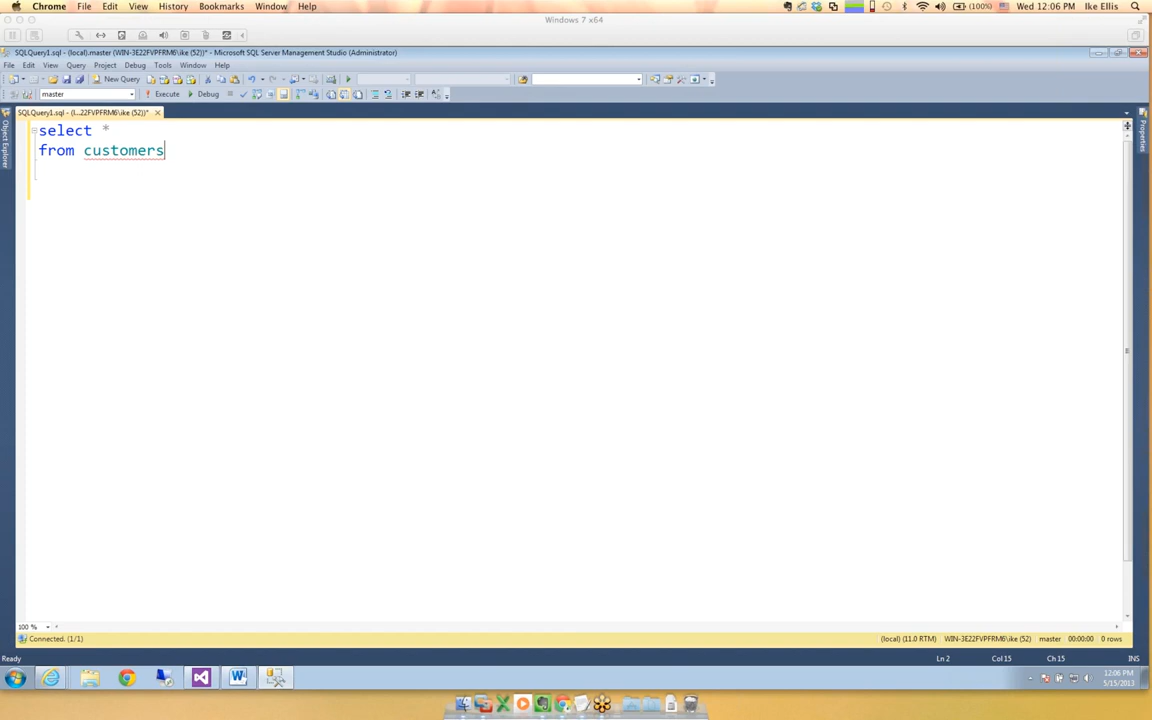 Chrome File Edit View History Bookmarks Window Help (100%) Wed 12:06 PM Ike Ellis
Windows 7 x64
SQLQuery1.sql - (local).master (WIN-3E22FVPFRM6\ike (52))* - Microsoft SQL Server Management Studio (Administrator)
File Edit View Query Project Debug Tools Window Help
New Query
master Execute Debug
SQLQuery1.sql - (l...22FVPFRM6\ike (52))*
Object Explorer
Properties
select *
from customers
100 %
Connected. (1/1) (local) (11.0 RTM) WIN-3E22FVPFRM6\ike (52) master 00:00:00 0 rows
Ready Ln 2 Col 15 Ch 15 INS
12:06 PM
5/15/2013